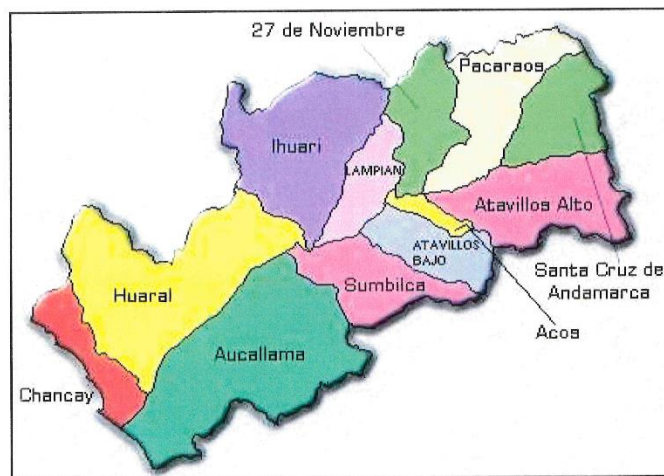 27 de Noviembre
Pacaraos
Ihuari
LAMPIAN
Atavillos Alto
ATAVILLOS
BAJO
Santa Cruz de
Andamarca
Sumbilca
Huaral
Acos
Aucallama
Chancay